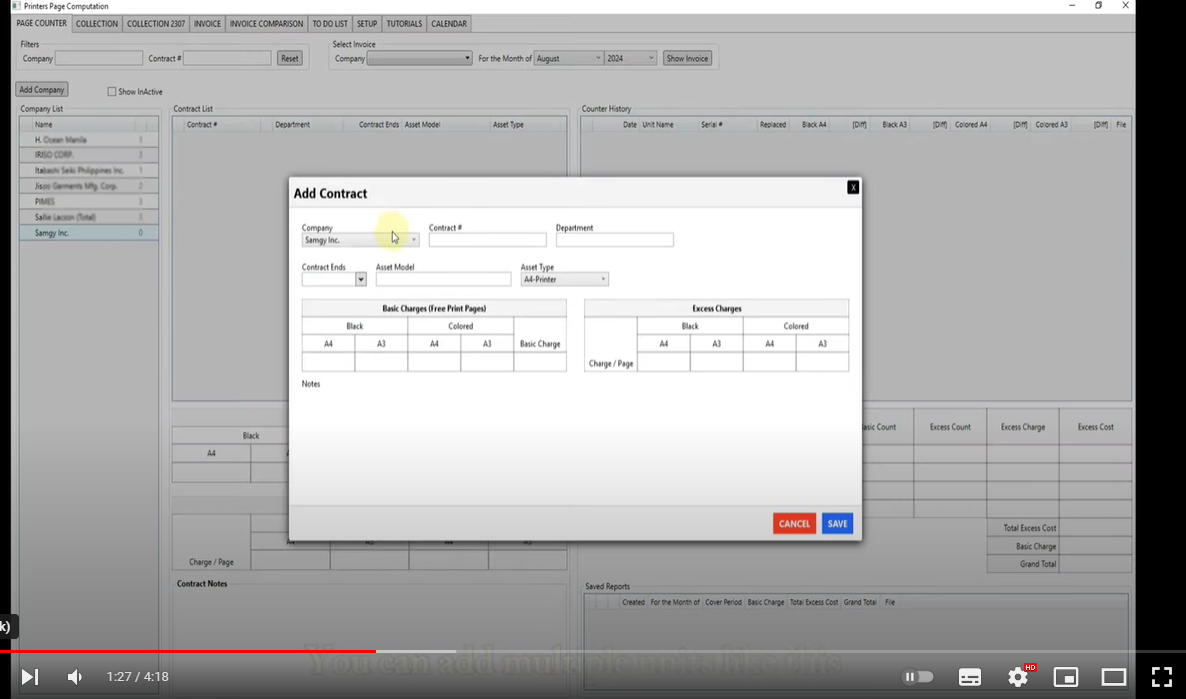 Printers Page Computation
PAGE COUNTER COLLECTION COLLECTION 2307 INVOICE INVOICE COMPARISON TO DO LIST SETUP TUTORIALS CALENDAR
Filters
Company Contract # Reset
Select Invoice
Company For the Month of August 2024 Show Invoice
Add Company Show InActive
Company List
Name
H. Ocean Manila 1
IRISO CORP. 3
Itabashi Seiki Philippines Inc. 1
Jisoo Garments Mfg. Corp. 2
PIMES 3
Sallie Lacson (Total)
Samgy Inc. 0
Contract List
Contract # Department Contract Ends Asset Model Asset Type
Counter History
Date Unit Name Serial # Replaced Black A4 [Diff] Black A3 [Diff] Colored A4 [Diff] Colored A3 [Diff] File
Add Contract
X
Company Contract # Department
Samgy Inc.
Contract Ends Asset Model Asset Type
A4-Printer
Basic Charges (Free Print Pages)
Black Colored
A4 A3 A4 A3 Basic Charge
Excess Charges
Black Colored
A4 A3 A4 A3
Charge / Page
Notes
CANCEL SAVE
Black
A4
Charge / Page
Contract Notes
Count Excess Count Excess Charge Excess Cost
Total Excess Cost
Basic Charge
Grand Total
Saved Reports
Created For the Month of Cover Period Basic Charge Total Excess Cost Grand Total File
You can add multiple units like this
k)
1:27 / 4:18
HD